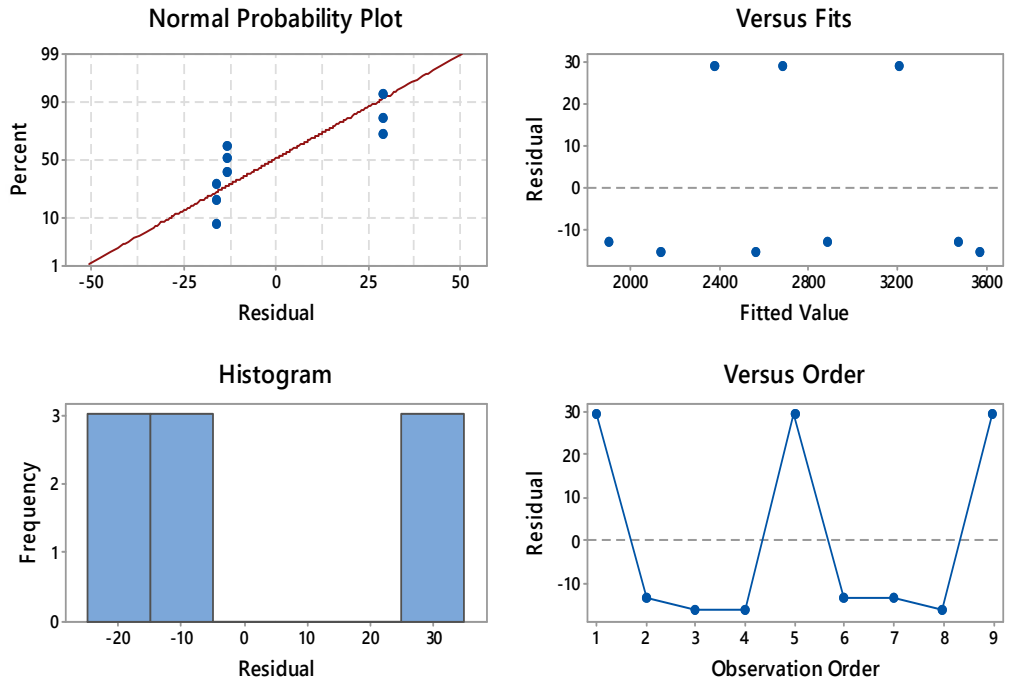 Normal Probability Plot
99
90
50
10
1
Percent
-50 -25 0 25 50
Residual
Versus Fits
30
20
10
0
-10
Residual
2000 2400 2800 3200 3600
Fitted Value
Histogram
3
2
1
0
Frequency
-20 -10 0 10 20 30
Residual
Versus Order
30
20
10
0
-10
Residual
1 2 3 4 5 6 7 8 9
Observation Order